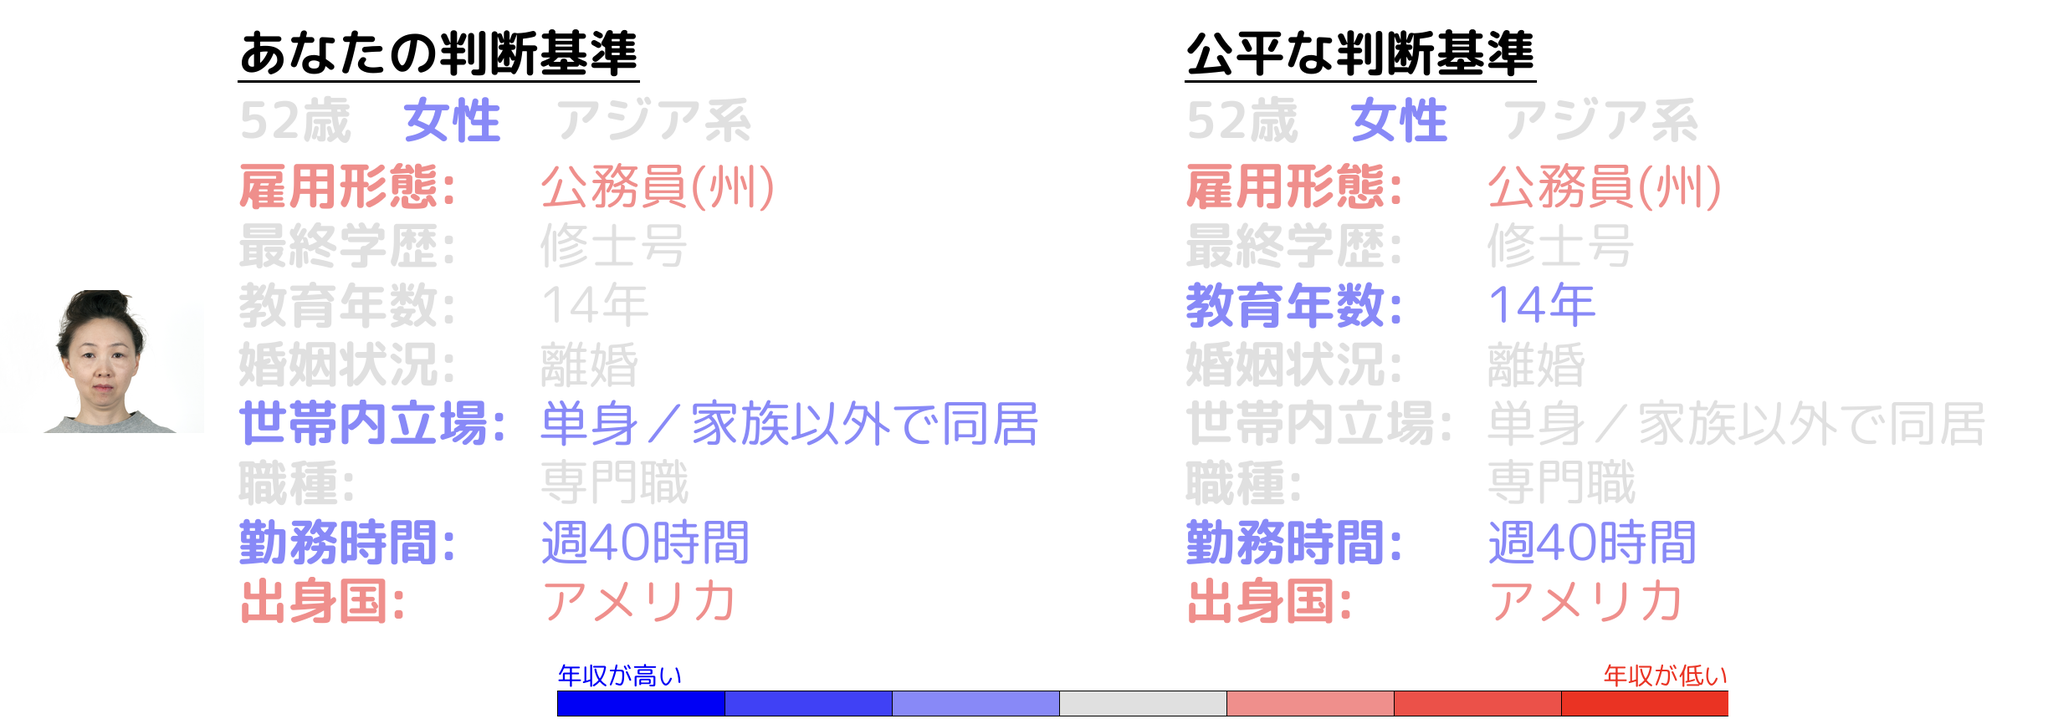 あなたの判断基準
52歳 女性 アジア系
雇用形態: 公務員(州)
最終学歴: 修士号
教育年数: 14年
婚姻状況: 離婚
世帯内立場: 単身／家族以外で同居
職種: 専門職
勤務時間: 週40時間
出身国: アメリカ
公平な判断基準
52歳 女性 アジア系
雇用形態: 公務員(州)
最終学歴: 修士号
教育年数: 14年
婚姻状況: 離婚
世帯内立場: 単身／家族以外で同居
職種: 専門職
勤務時間: 週40時間
出身国: アメリカ
年収が高い 年収が低い